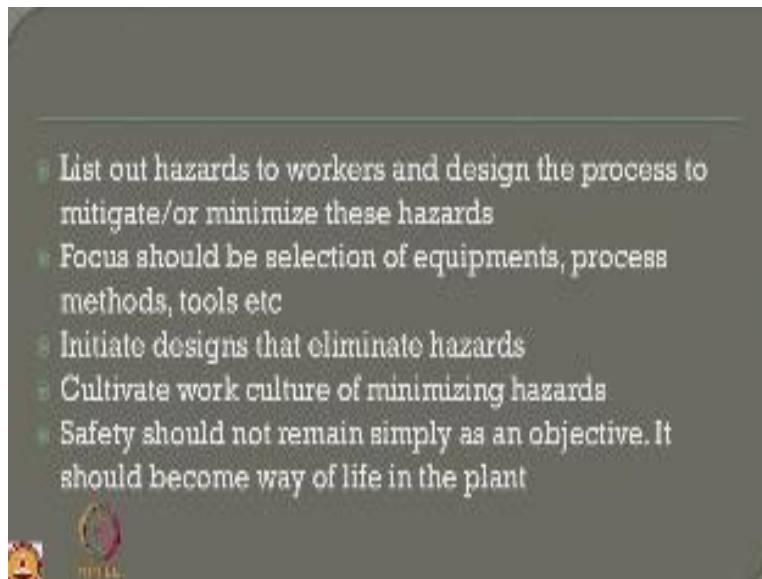 List out hazards to workers and design the process to
mitigate/or minimize these hazards
Focus should be selection of equipments, process
methods, tools etc
Initiate designs that eliminate hazards
Cultivate work culture of minimizing hazards
Safety should not remain simply as an objective. It
should become way of life in the plant
NPTEL